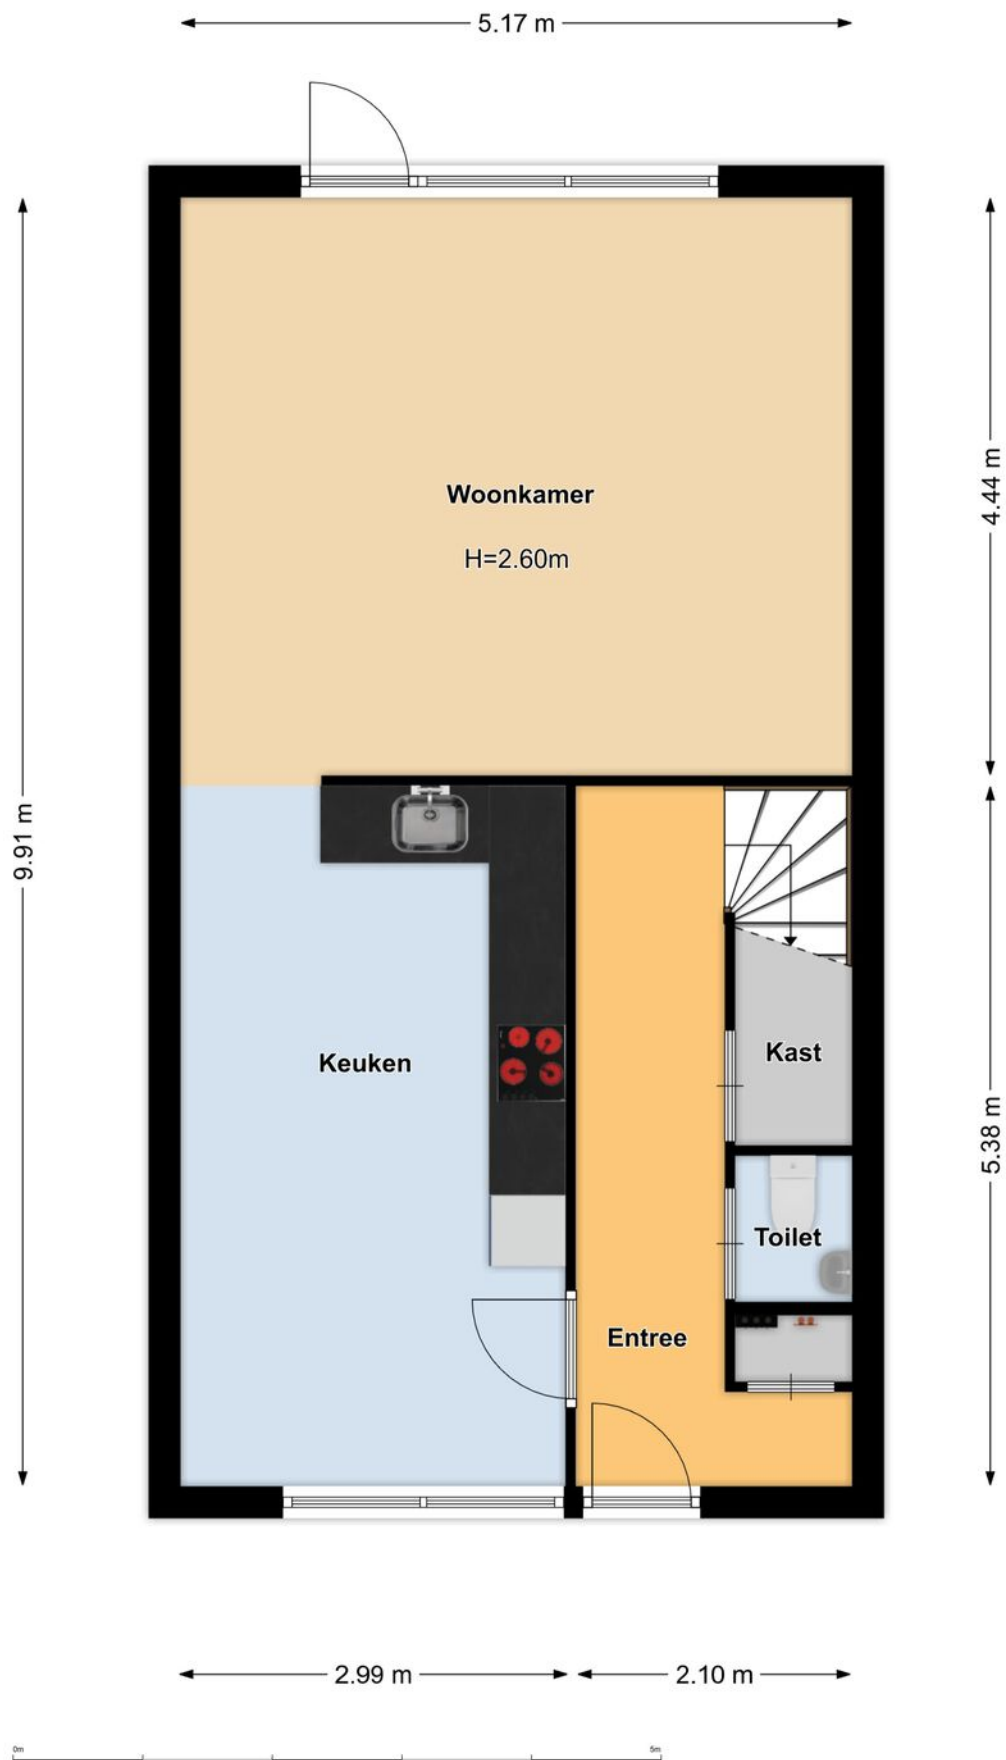 5.17 m
Woonkamer
H=2.60m
4.44 m
9.91 m
Keuken
Kast
5.38 m
Toilet
Entree
2.99 m
2.10 m
0m
5m